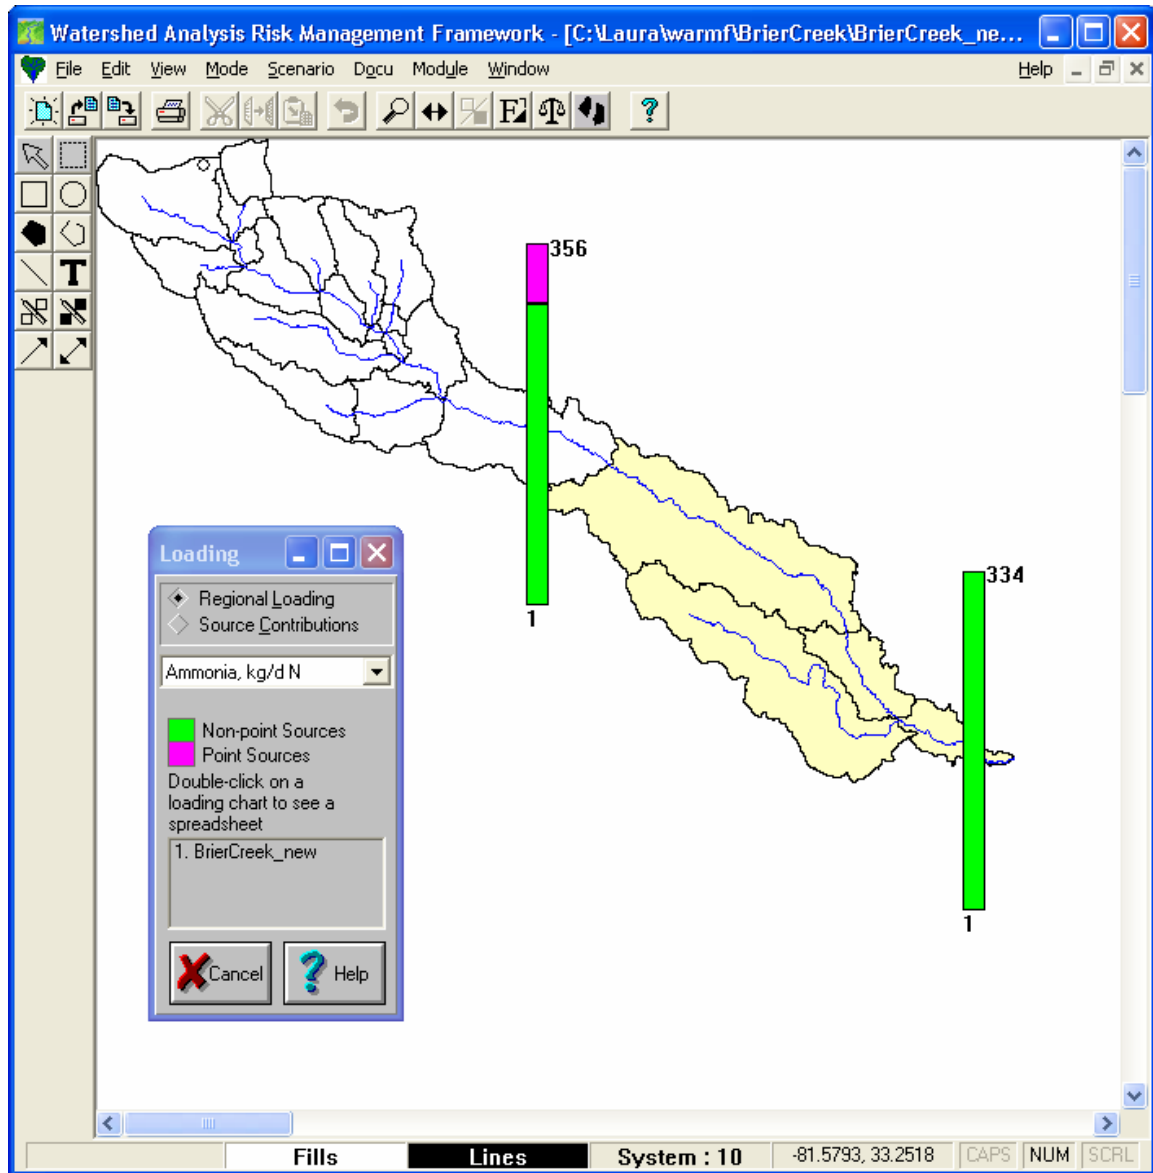 Watershed Analysis Risk Management Framework - [C:\Laura\warmf\BrierCreek\BrierCreek_ne...
File Edit View Mode Scenario Docu Module Window Help
T
F
?
356
1
334
1
Loading
Regional Loading
Source Contributions
Ammonia, kg/d N
Non-point Sources
Point Sources
Double-click on a
loading chart to see a
spreadsheet
1. BrierCreek_new
Cancel ? Help
Fills Lines System : 10 -81.5793, 33.2518 CAPS NUM SCRL